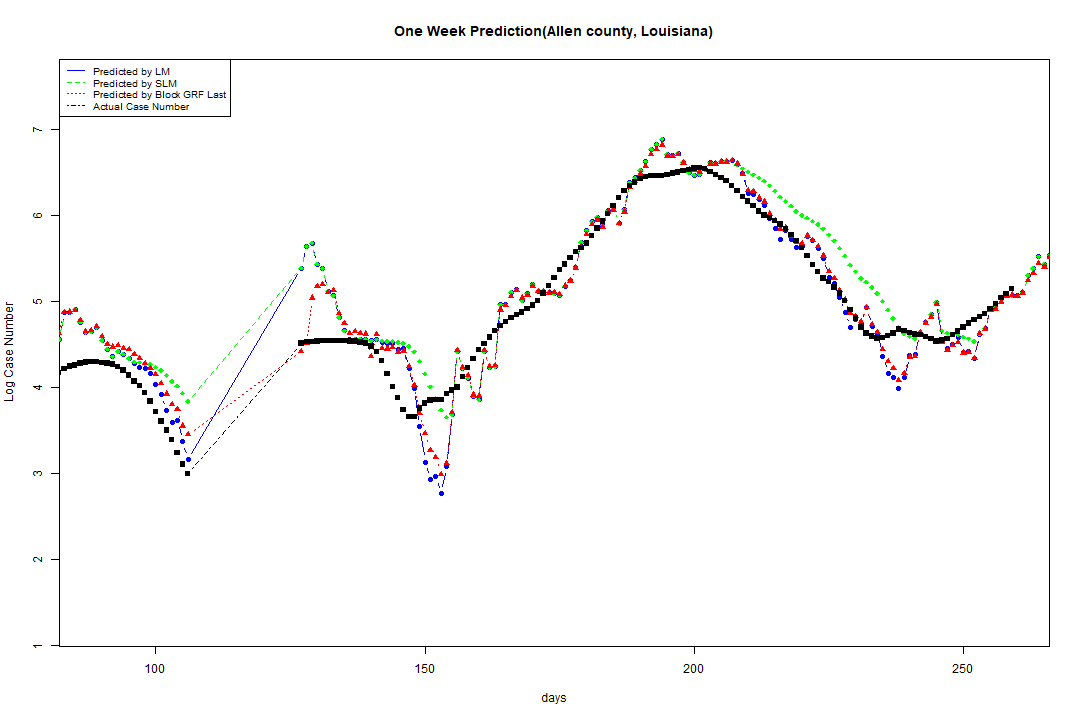 One Week Prediction(Allen county, Louisiana)
Predicted by LM
Predicted by SLM
Predicted by Block GRF Last
Actual Case Number
Log Case Number
7
6
5
4
3
2
1
100 150 200 250
days